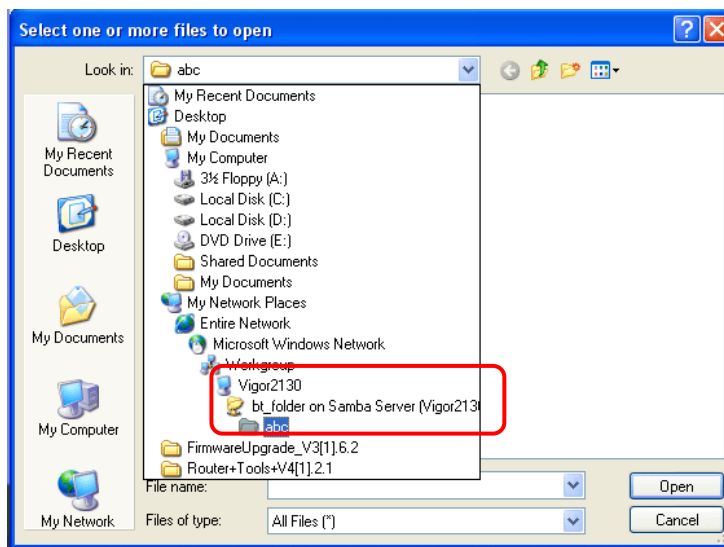 Select one or more files to open
Look in: abc
My Recent Documents
Desktop
My Documents
My Computer
3½ Floppy (A:)
Local Disk (C:)
Local Disk (D:)
DVD Drive (E:)
Shared Documents
My Documents
My Network Places
Entire Network
Microsoft Windows Network
Workgroup
Vigor2130
bt_folder on Samba Server (Vigor213
abc
FirmwareUpgrade_V3[1].6.2
Router+Tools+V4[1].2.1
My Recent
Documents
Desktop
My Documents
My Computer
My Network
File name:
Open
Files of type: All Files (*)
Cancel